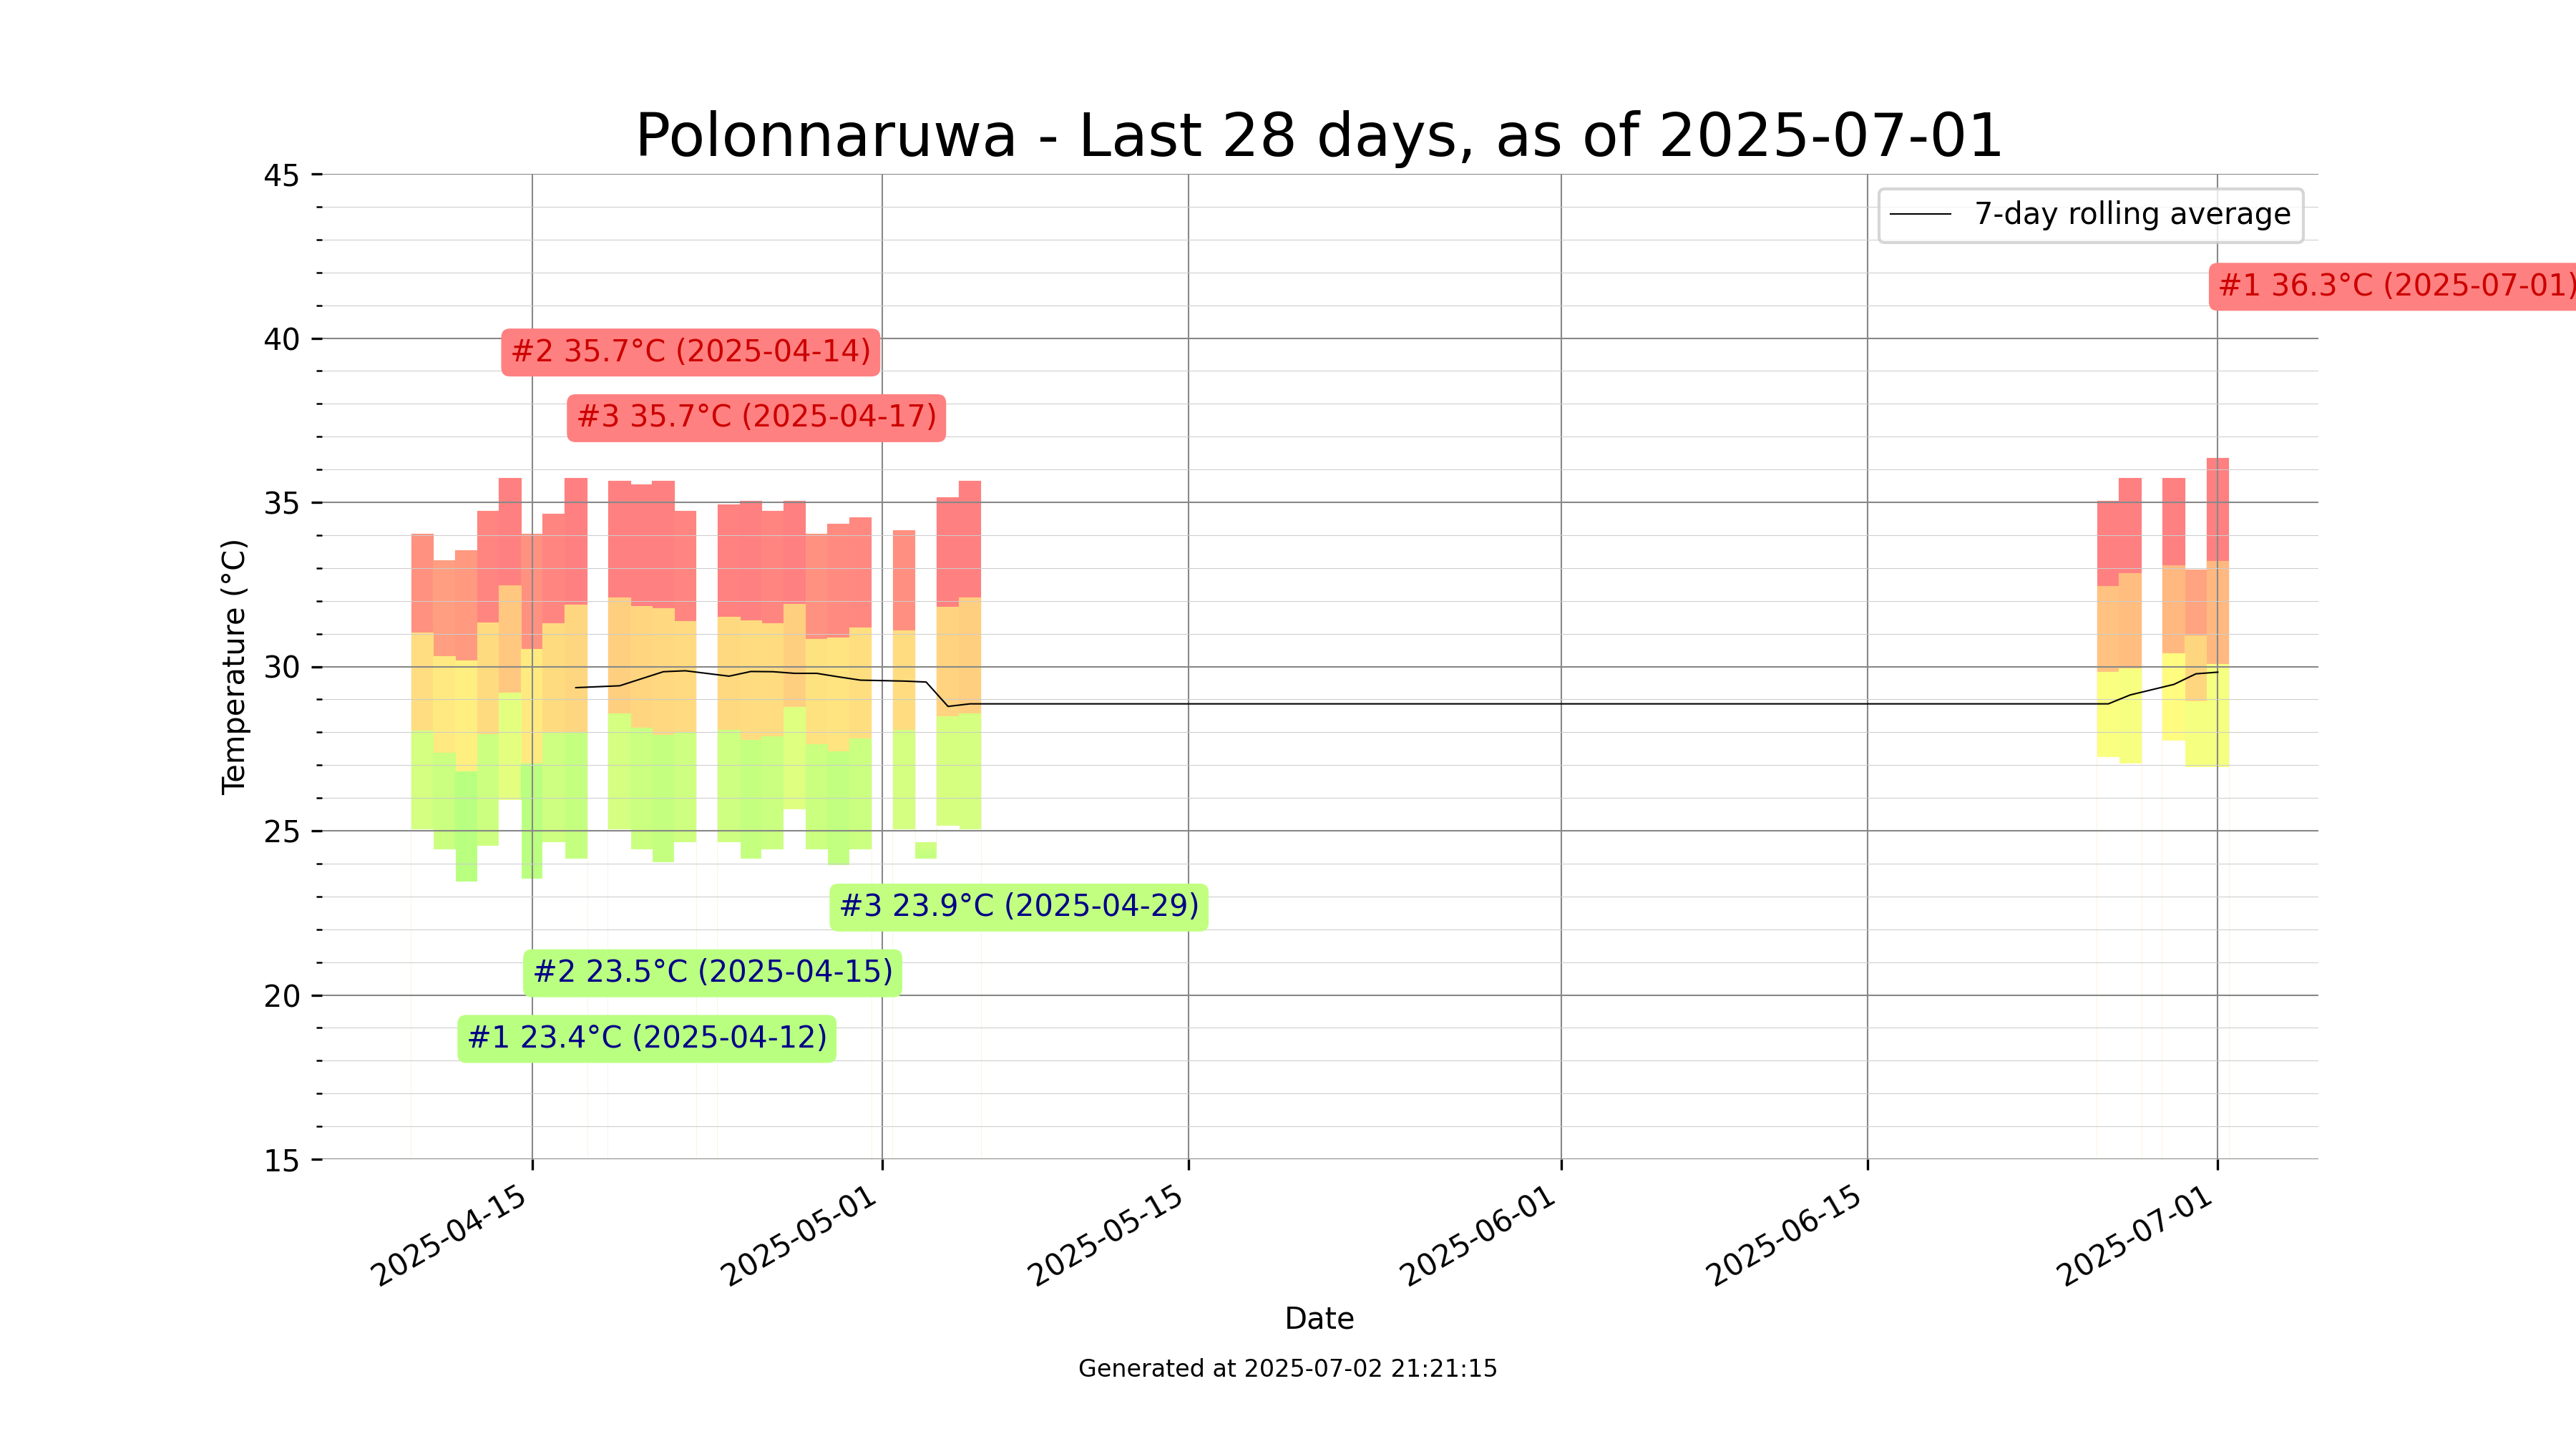 Polonnaruwa - Last 28 days, as of 2025-07-01
45
7-day rolling average
#1 36.3°C (2025-07-01)
40
#2 35.7°C (2025-04-14)
#3 35.7°C (2025-04-17)
35
30
Temperature (°C)
25
#3 23.9°C (2025-04-29)
#2 23.5°C (2025-04-15)
20
#1 23.4°C (2025-04-12)
15
2025-04-15
2025-05-01
2025-05-15
2025-06-01
2025-06-15
2025-07-01
Date
Generated at 2025-07-02 21:21:15